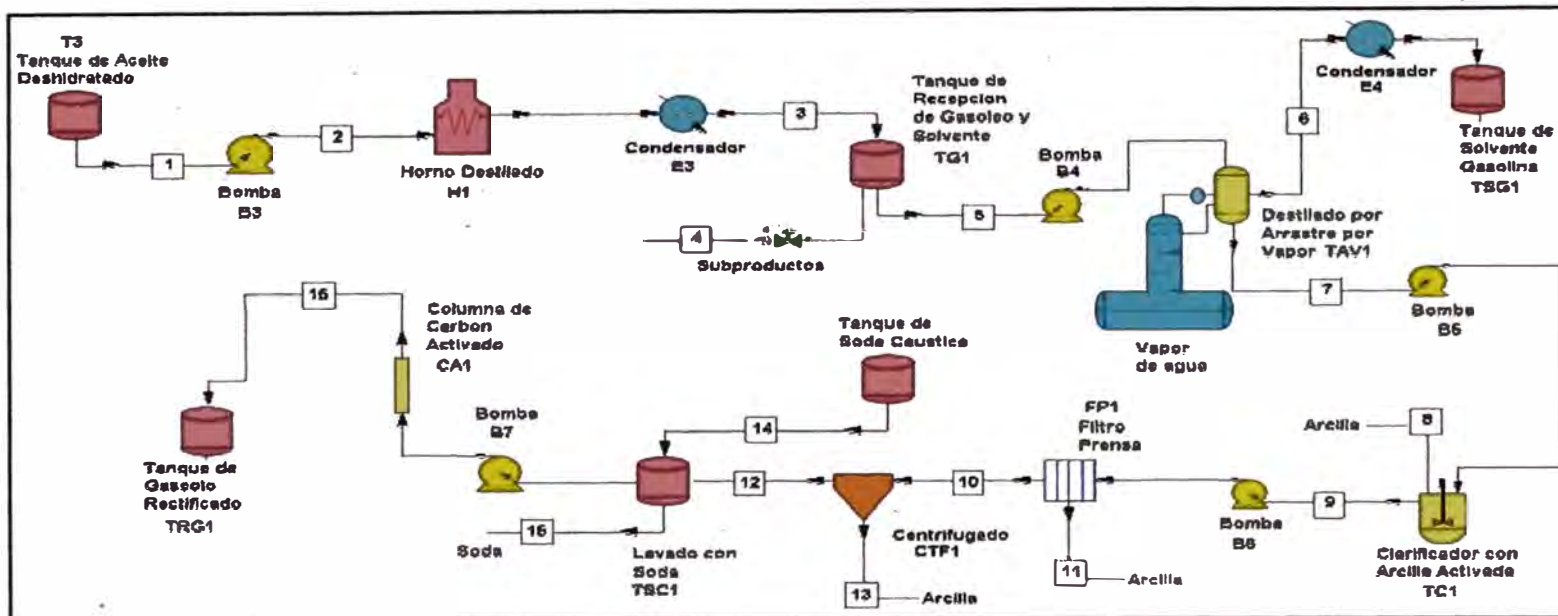 T3
Tanque de Aceite
Deshidratado
1
Bomba
B3
2
Horno Destilado
H1
Condensador
E3
3
Tanque de
Recepcion
de Gasoleo y
Solvente
TG1
4
Subproductos
5
Bomba
B4
Vapor
de agua
Destilado por
Arrastre por
Vapor TAV1
6
Condensador
E4
Tanque de
Solvente
Gasolina
TSG1
7
Bomba
B5
8
Arcilla
Clarificador con
Arcilla Activada
TC1
9
Bomba
B6
FP1
Filtro
Prensa
11
Arcilla
10
Centrifugado
CTF1
13
Arcilla
12
Tanque de
Soda Caustica
14
Lavado con
Soda
TSC1
15
Soda
Bomba
B7
Columna de
Carbon
Activado
CA1
16
Tanque de
Gasolo
Rectificado
TRG1